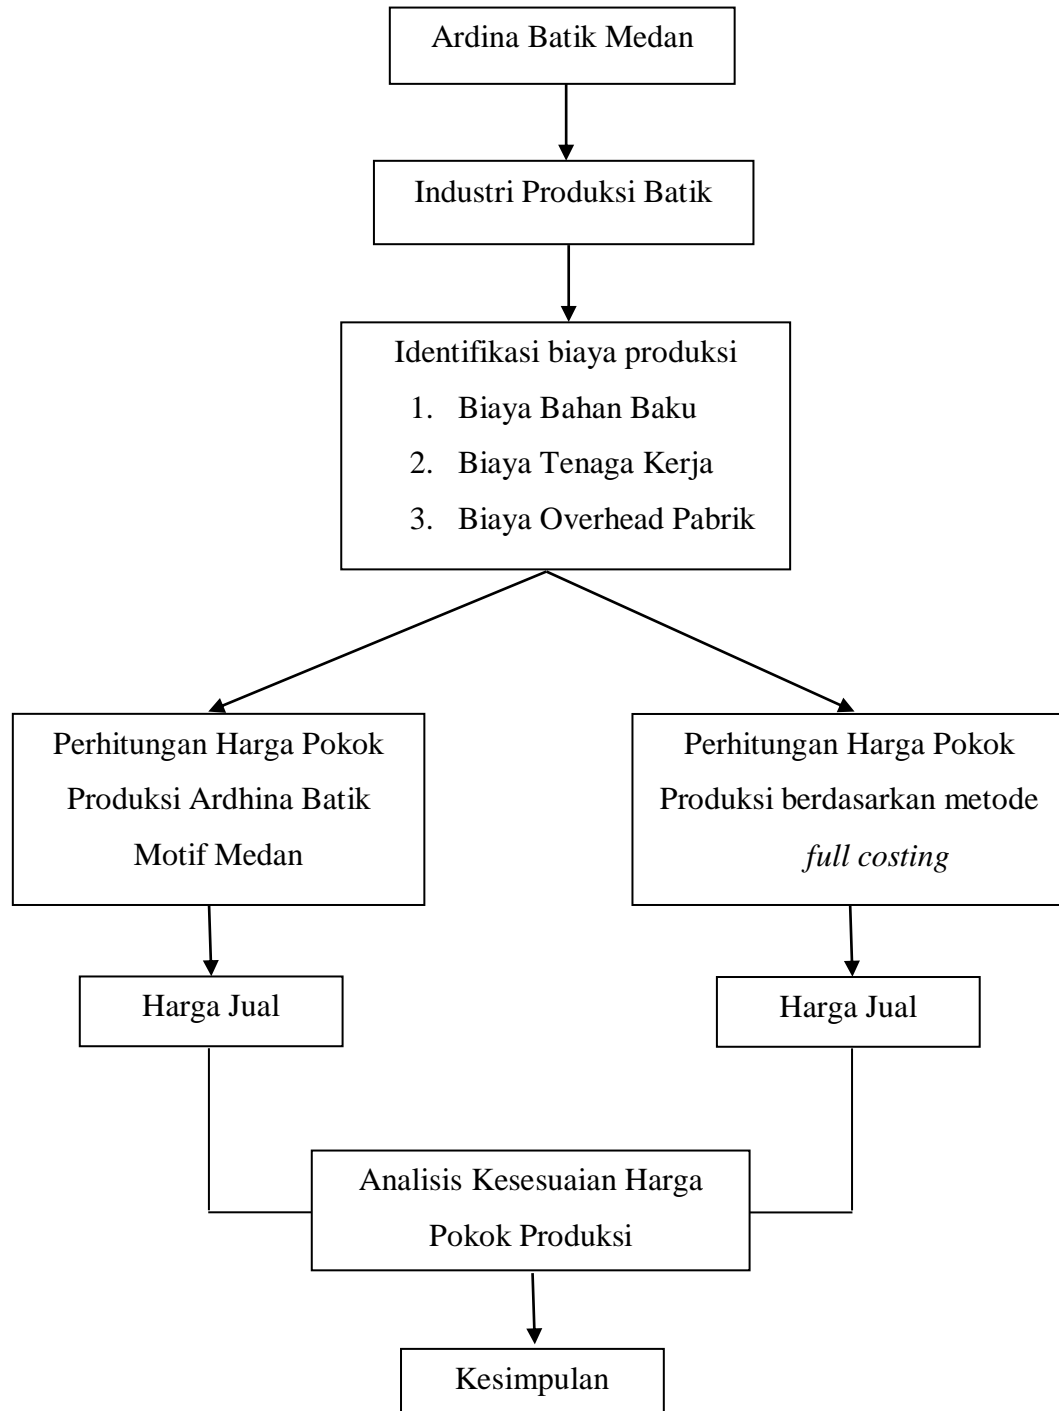 Ardina Batik Medan
Industri Produksi Batik
Identifikasi biaya produksi
1. Biaya Bahan Baku
2. Biaya Tenaga Kerja
3. Biaya Overhead Pabrik
Perhitungan Harga Pokok
Produksi Ardhina Batik
Motif Medan
Perhitungan Harga Pokok
Produksi berdasarkan metode
full costing
Harga Jual
Harga Jual
Analisis Kesesuaian Harga
Pokok Produksi
Kesimpulan